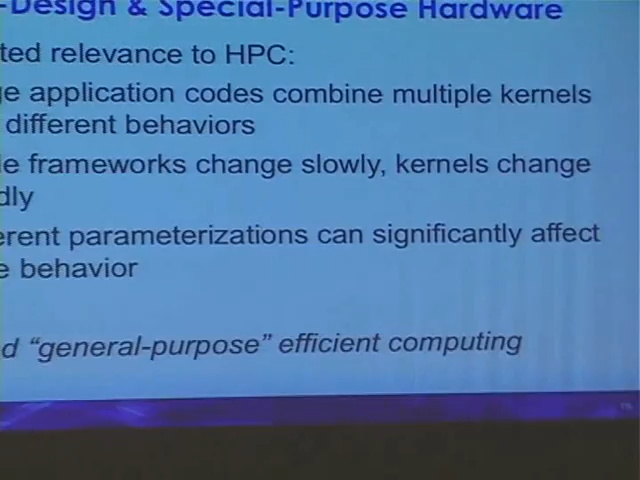 -Design & Special-Purpose Hardware
ted relevance to HPC:
e application codes combine multiple kernels
different behaviors
e frameworks change slowly, kernels change
dly
erent parameterizations can significantly affect
e behavior
d “general-purpose” efficient computing